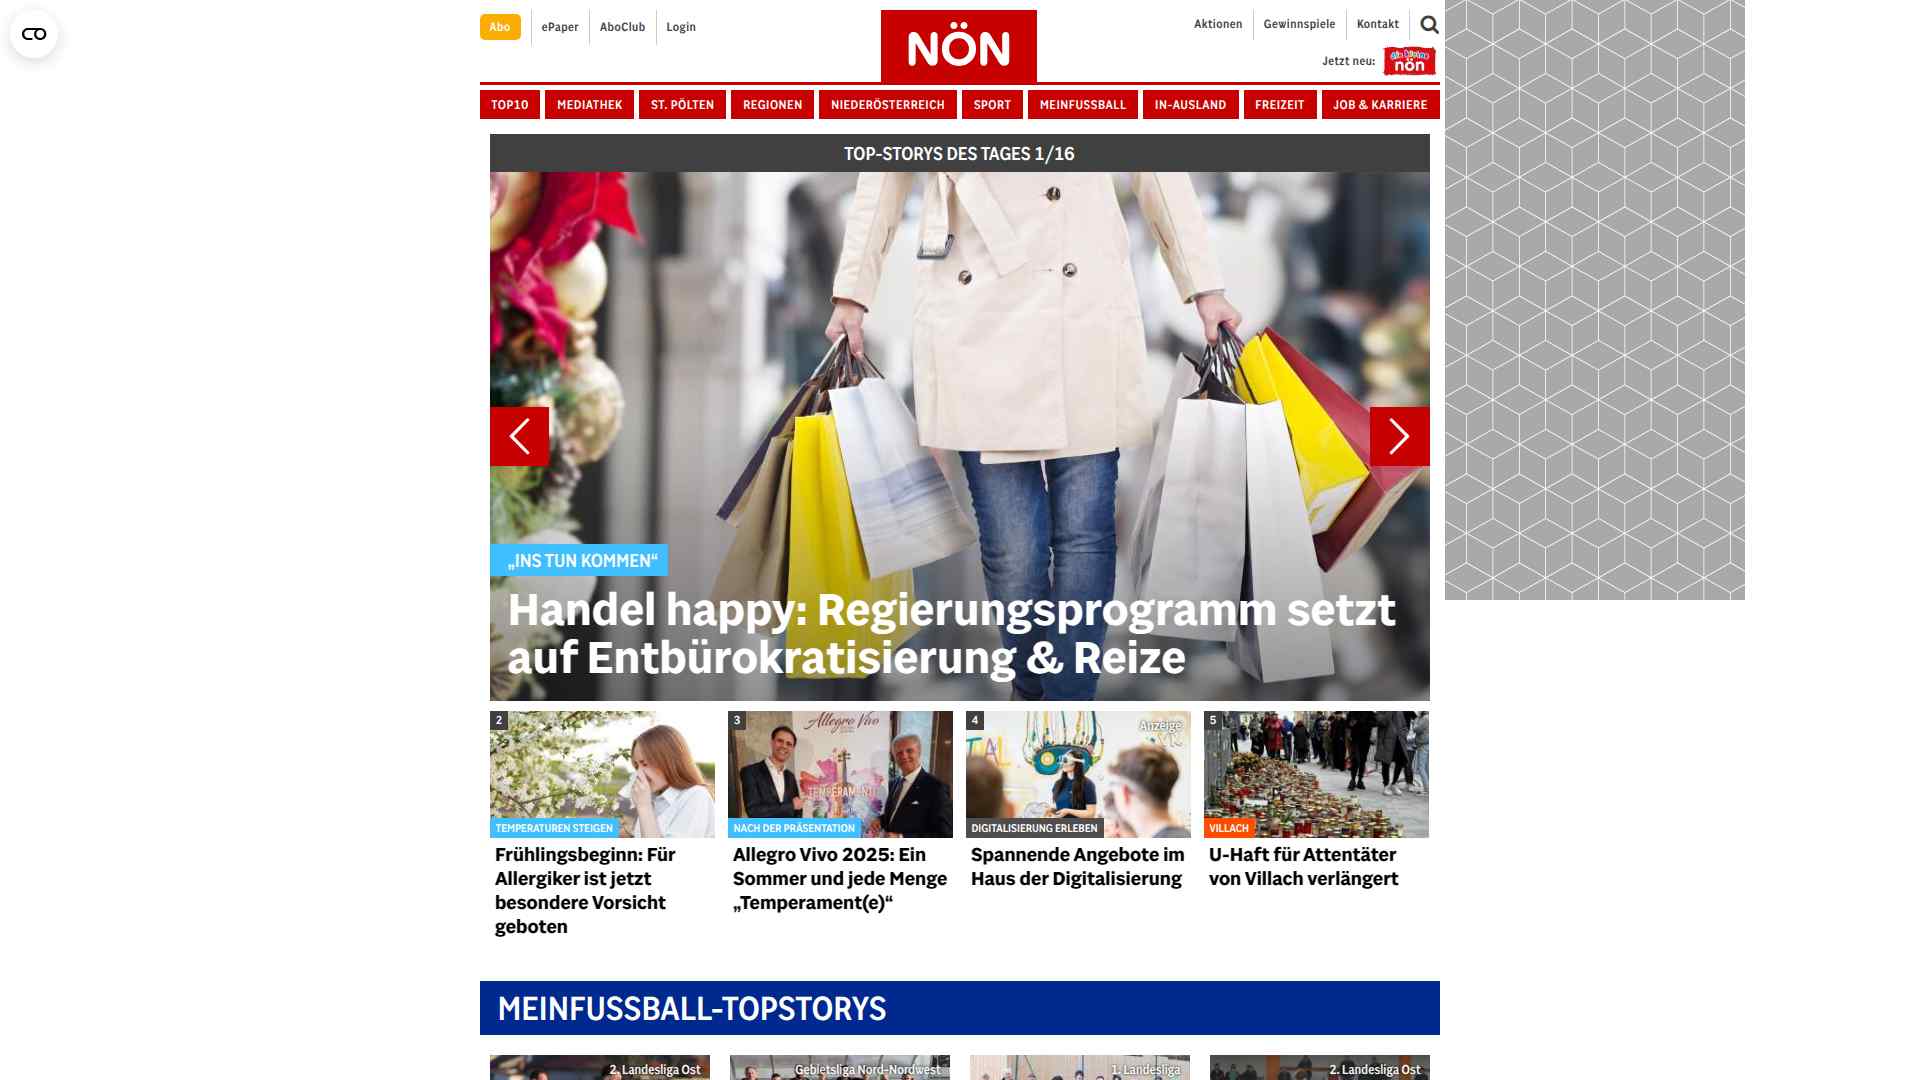 Abo
ePaper
AboClub
Login
NÖN
Aktionen
Gewinnspiele
Kontakt
Jetzt neu:
die kleine
nön
TOP10
MEDIATHEK
ST. PÖLTEN
REGIONEN
NIEDERÖSTERREICH
SPORT
MEINFUSSBALL
IN-AUSLAND
FREIZEIT
JOB & KARRIERE
TOP-STORYS DES TAGES 1/16
„INS TUN KOMMEN“
Handel happy: Regierungsprogramm setzt
auf Entbürokratisierung & Reize
2
TEMPERATUREN STEIGEN
Frühlingsbeginn: Für
Allergiker ist jetzt
besondere Vorsicht
geboten
3
Allegro Vivo
TEMPERAMENT
NACH DER PRÄSENTATION
Allegro Vivo 2025: Ein
Sommer und jede Menge
„Temperament(e)“
4
Anzeige
DIGITALISIERUNG ERLEBEN
Spannende Angebote im
Haus der Digitalisierung
5
VILLACH
U-Haft für Attentäter
von Villach verlängert
MEINFUSSBALL-TOPSTORYS
2. Landesliga Ost
Gebietsliga Nord-Nordwest
1. Landesliga
2. Landesliga Ost